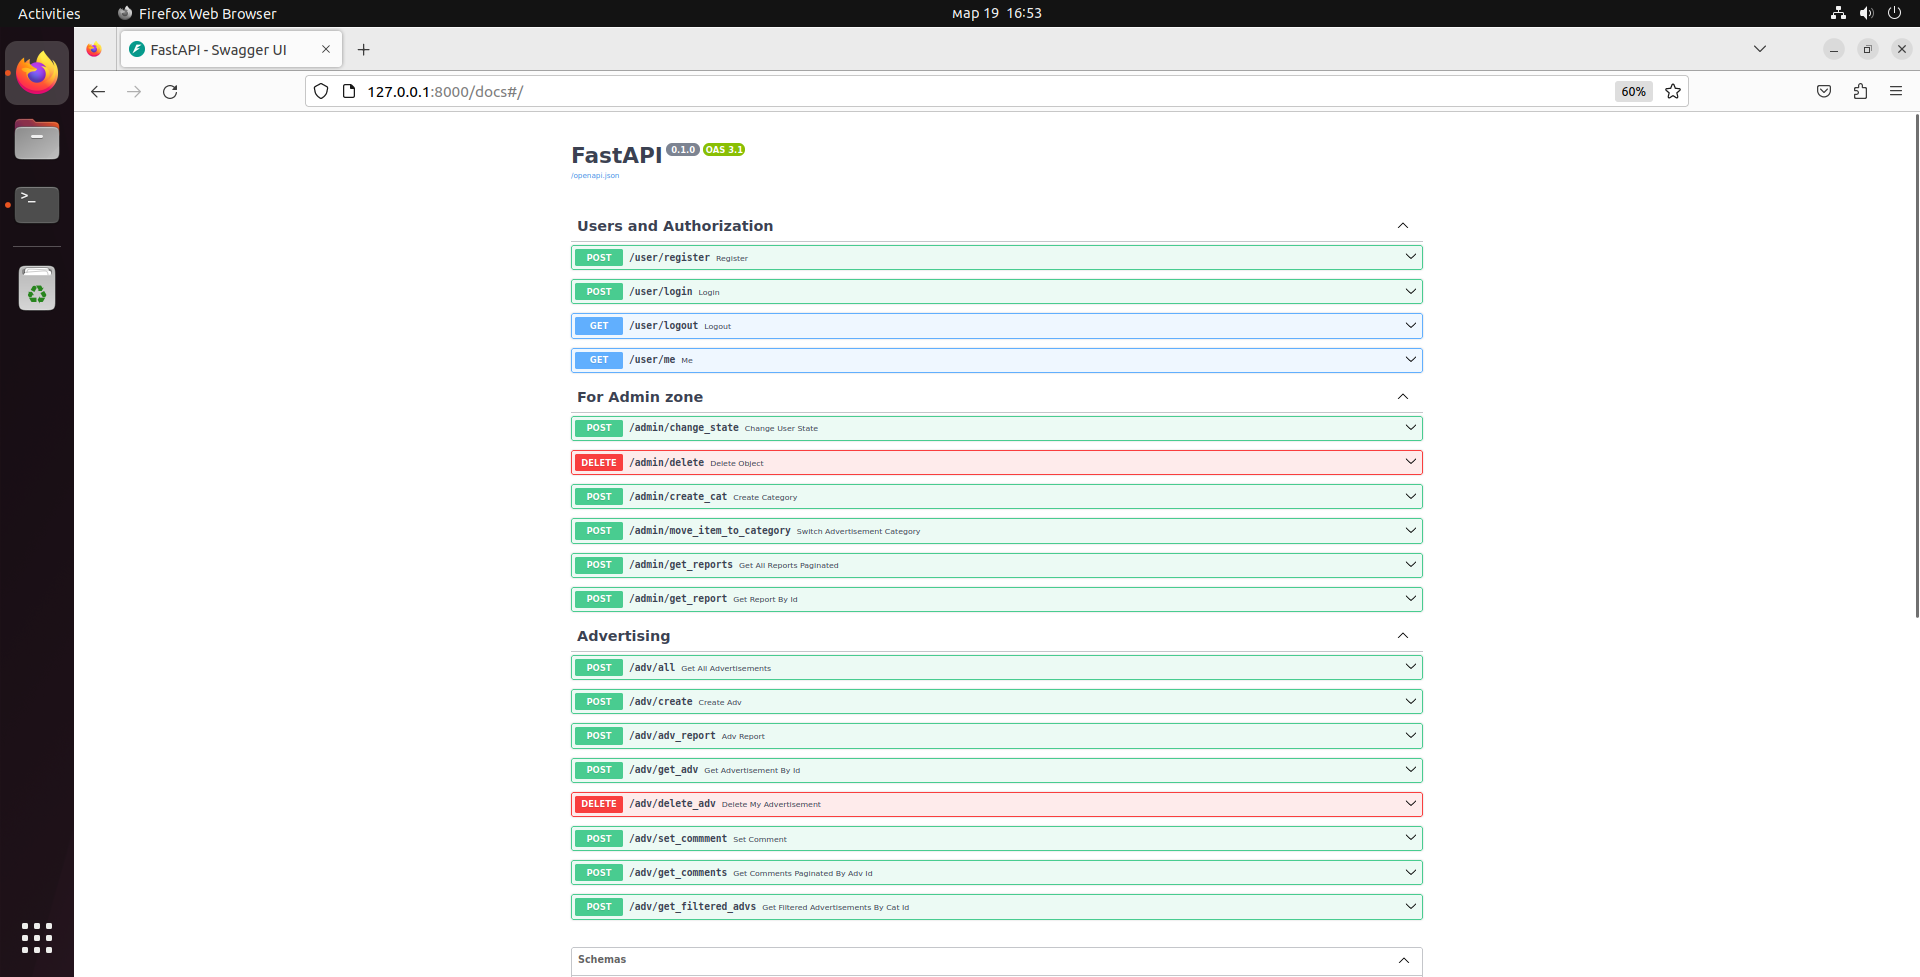 Activities Firefox Web Browser мар 19 16:53
FastAPI - Swagger UI
127.0.0.1:8000/docs#/ 60%
FastAPI 0.1.0 OAS 3.1
/openapi.json
Users and Authorization
POST /user/register Register
POST /user/login Login
GET /user/logout Logout
GET /user/me Me
For Admin zone
POST /admin/change_state Change User State
DELETE /admin/delete Delete Object
POST /admin/create_cat Create Category
POST /admin/move_item_to_category Switch Advertisement Category
POST /admin/get_reports Get All Reports Paginated
POST /admin/get_report Get Report By Id
Advertising
POST /adv/all Get All Advertisements
POST /adv/create Create Adv
POST /adv/adv_report Adv Report
POST /adv/get_adv Get Advertisement By Id
DELETE /adv/delete_adv Delete My Advertisement
POST /adv/set_commment Set Comment
POST /adv/get_comments Get Comments Paginated By Adv Id
POST /adv/get_filtered_advs Get Filtered Advertisements By Cat Id
Schemas